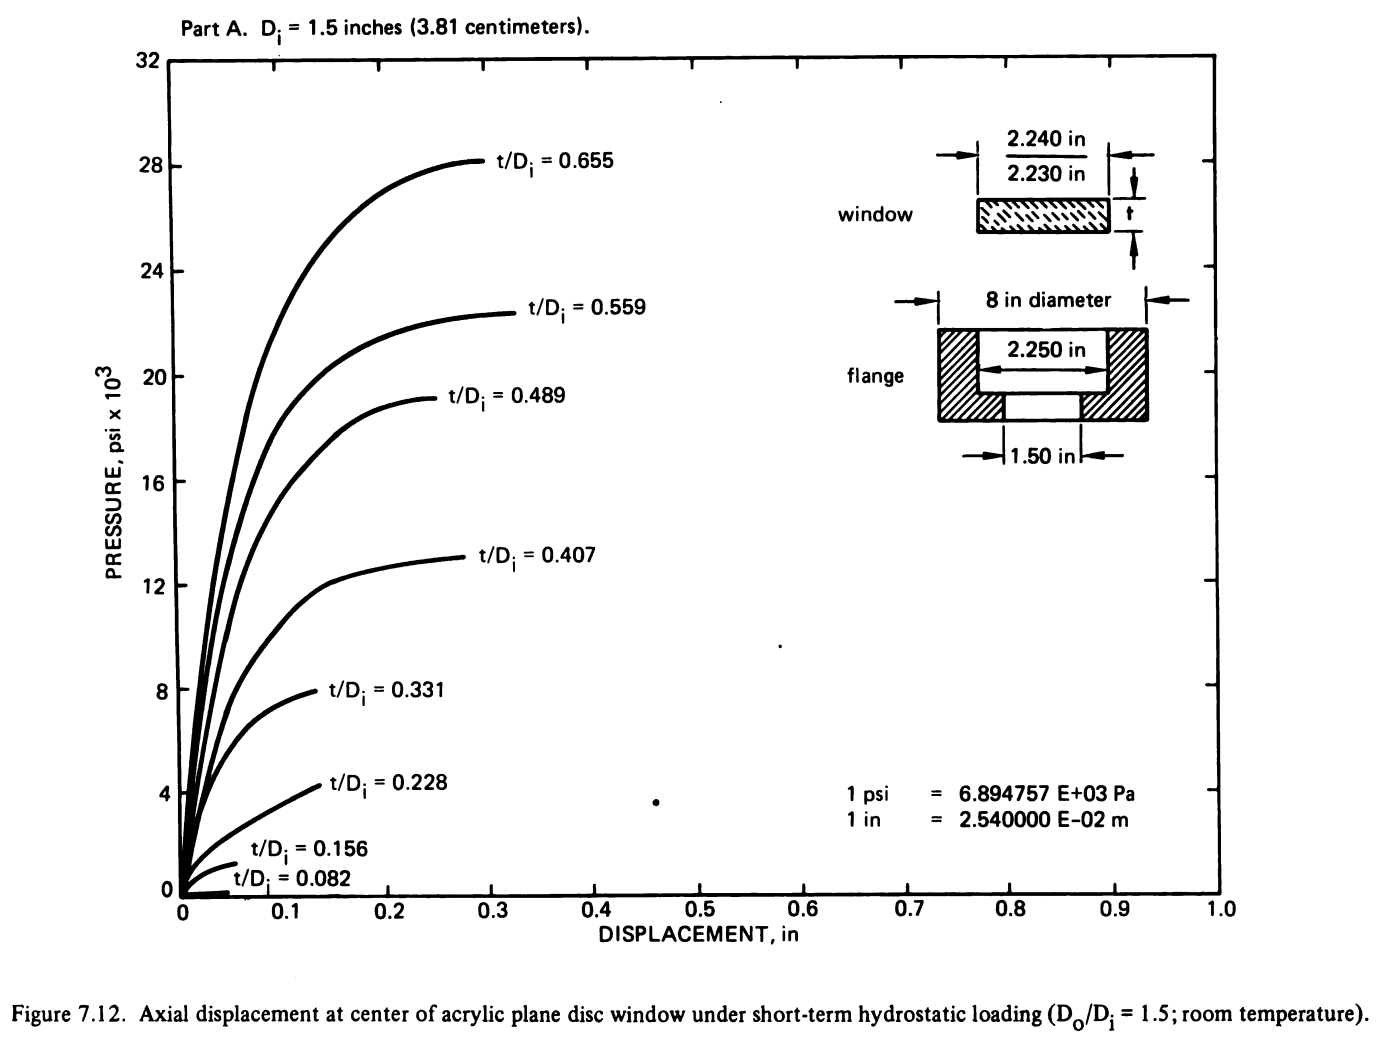 Part A. Di = 1.5 inches (3.81 centimeters).
32
28
24
20
16
12
8
4
0
PRESSURE, psi x 10³
t/Di = 0.655
t/Di = 0.559
t/Di = 0.489
t/Di = 0.407
t/Di = 0.331
t/Di = 0.228
t/Di = 0.156
t/Di = 0.082
2.240 in
2.230 in
window
t
8 in diameter
2.250 in
flange
1.50 in
1 psi = 6.894757 E+03 Pa
1 in = 2.540000 E-02 m
0 0.1 0.2 0.3 0.4 0.5 0.6 0.7 0.8 0.9 1.0
DISPLACEMENT, in
Figure 7.12. Axial displacement at center of acrylic plane disc window under short-term hydrostatic loading (Do/Di = 1.5; room temperature).